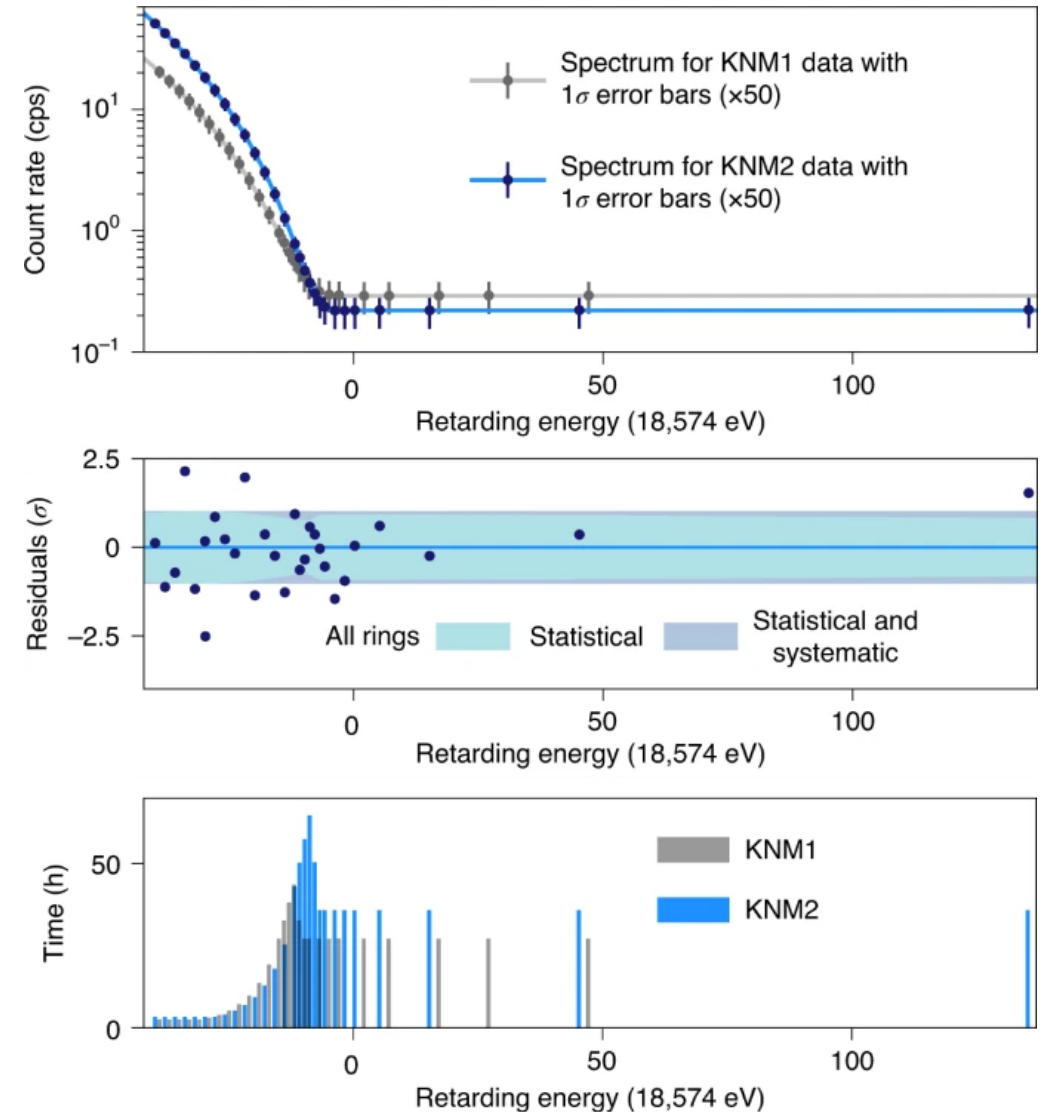 Count rate (cps)
10¹
10⁰
10⁻¹
Spectrum for KNM1 data with
1σ error bars (×50)
Spectrum for KNM2 data with
1σ error bars (×50)
0
50
100
Retarding energy (18,574 eV)
Residuals (σ)
2.5
0
−2.5
All rings
Statistical
Statistical and
systematic
0
50
100
Retarding energy (18,574 eV)
Time (h)
50
0
KNM1
KNM2
0
50
100
Retarding energy (18,574 eV)